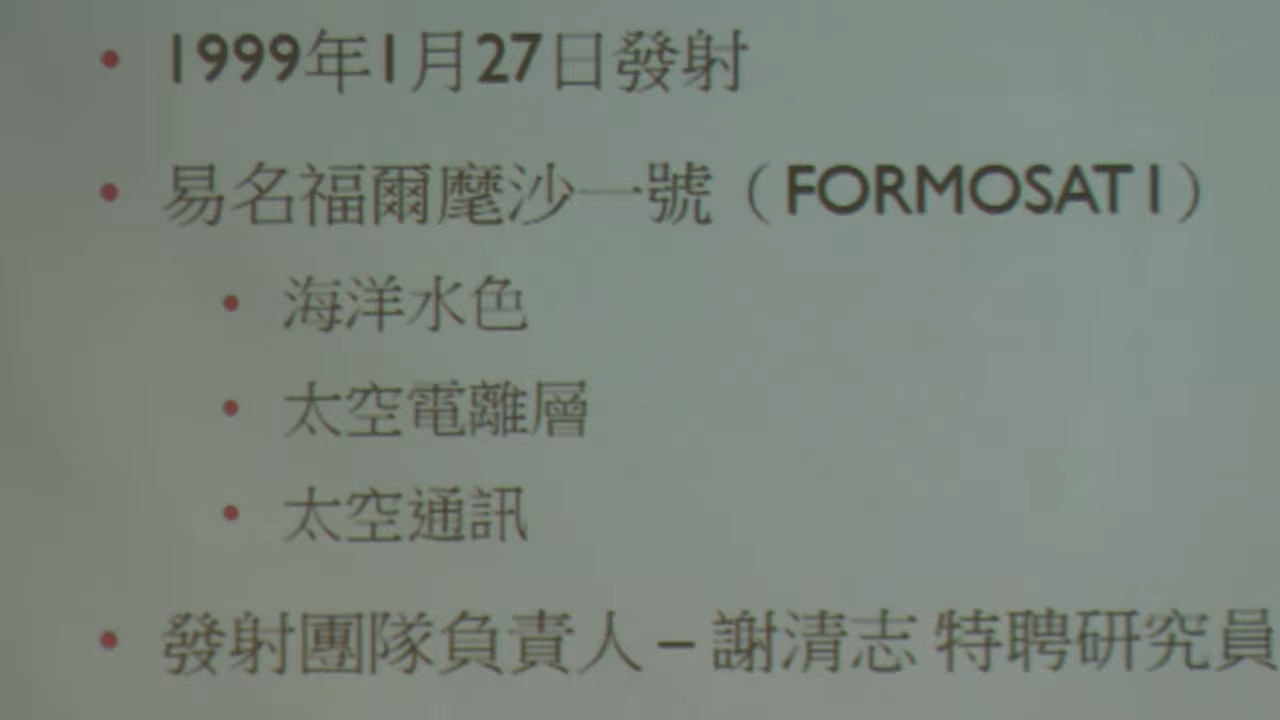 • 1999年1月27日發射
• 易名福爾麾沙一號（FORMOSAT 1）
• 海洋水色
• 太空電離層
• 太空通訊
• 發射團隊負責人 – 謝清志 特聘研究員